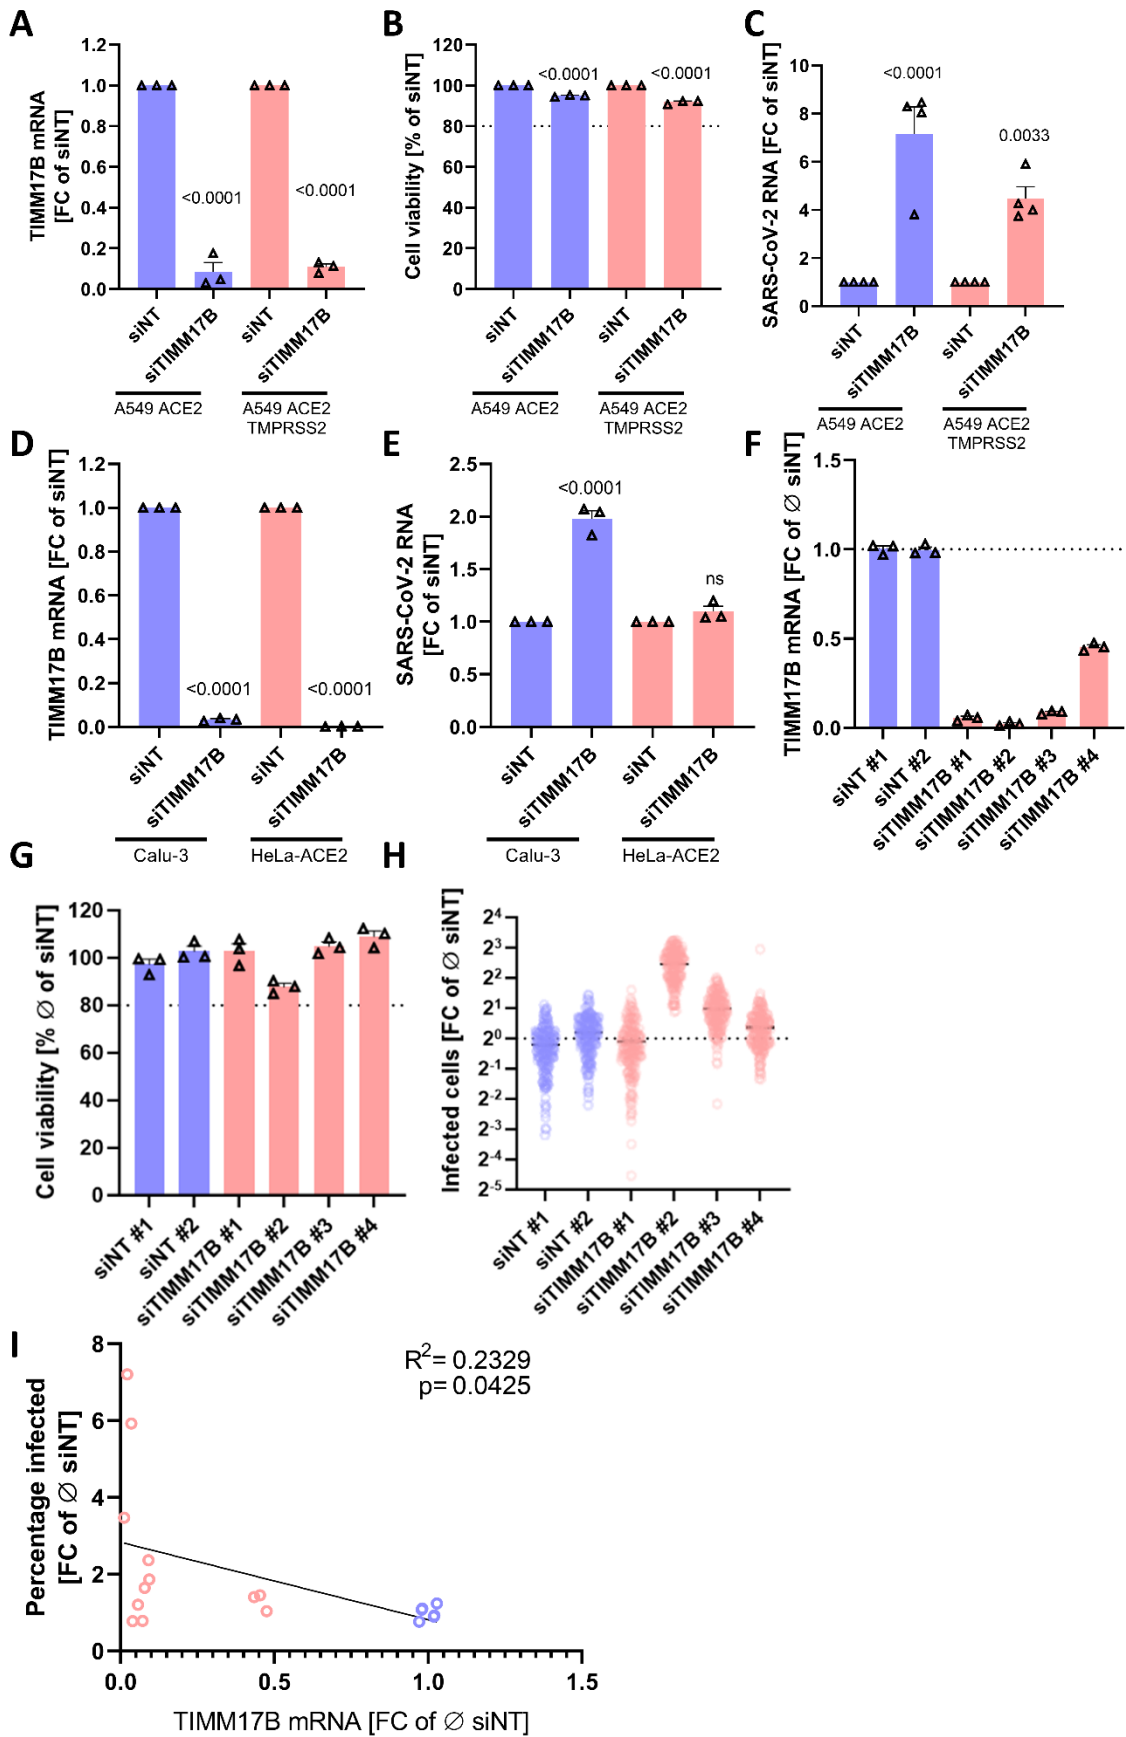 A
TIMM17B mRNA
[FC of siNT]
1.2
1.0
0.8
0.6
0.4
0.2
0.0
<0.0001
<0.0001
siNT
siTIMM17B
siNT
siTIMM17B
A549 ACE2
A549 ACE2
TMPRSS2
B
Cell viability [% of siNT]
120
100
80
60
40
20
0
<0.0001
<0.0001
siNT
siTIMM17B
siNT
siTIMM17B
A549 ACE2
A549 ACE2
TMPRSS2
C
SARS-CoV-2 RNA [FC of siNT]
10
8
6
4
2
0
<0.0001
0.0033
siNT
siTIMM17B
siNT
siTIMM17B
A549 ACE2
A549 ACE2
TMPRSS2
D
TIMM17B mRNA [FC of siNT]
1.2
1.0
0.8
0.6
0.4
0.2
0.0
<0.0001
<0.0001
siNT
siTIMM17B
siNT
siTIMM17B
Calu-3
HeLa-ACE2
E
SARS-CoV-2 RNA
[FC of siNT]
2.5
2.0
1.5
1.0
0.5
0.0
<0.0001
ns
siNT
siTIMM17B
siNT
siTIMM17B
Calu-3
HeLa-ACE2
F
TIMM17B mRNA [FC of ∅ siNT]
1.5
1.0
0.5
0.0
siNT #1
siNT #2
siTIMM17B #1
siTIMM17B #2
siTIMM17B #3
siTIMM17B #4
G
Cell viability [% ∅ of siNT]
120
100
80
60
40
20
0
siNT #1
siNT #2
siTIMM17B #1
siTIMM17B #2
siTIMM17B #3
siTIMM17B #4
H
Infected cells [FC of ∅ siNT]
2⁴
2³
2²
2¹
2⁰
2⁻¹
2⁻²
2⁻³
2⁻⁴
2⁻⁵
siNT #1
siNT #2
siTIMM17B #1
siTIMM17B #2
siTIMM17B #3
siTIMM17B #4
I
Percentage infected
[FC of ∅ siNT]
8
6
4
2
0
R²= 0.2329
p= 0.0425
0.0
0.5
1.0
1.5
TIMM17B mRNA [FC of ∅ siNT]